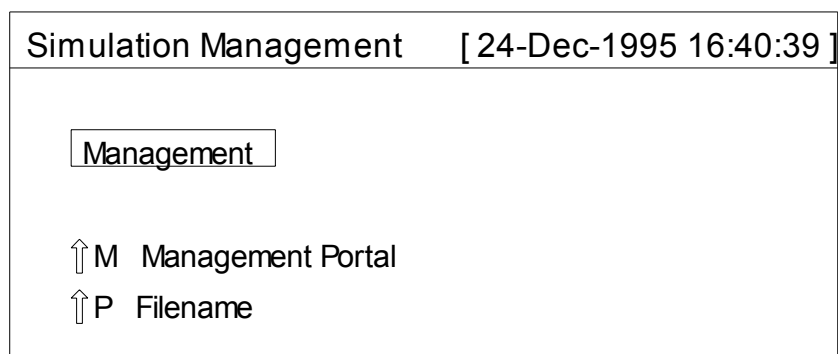 Simulation Management [ 24-Dec-1995 16:40:39 ]
Management
⇧ M Management Portal
⇧ P Filename